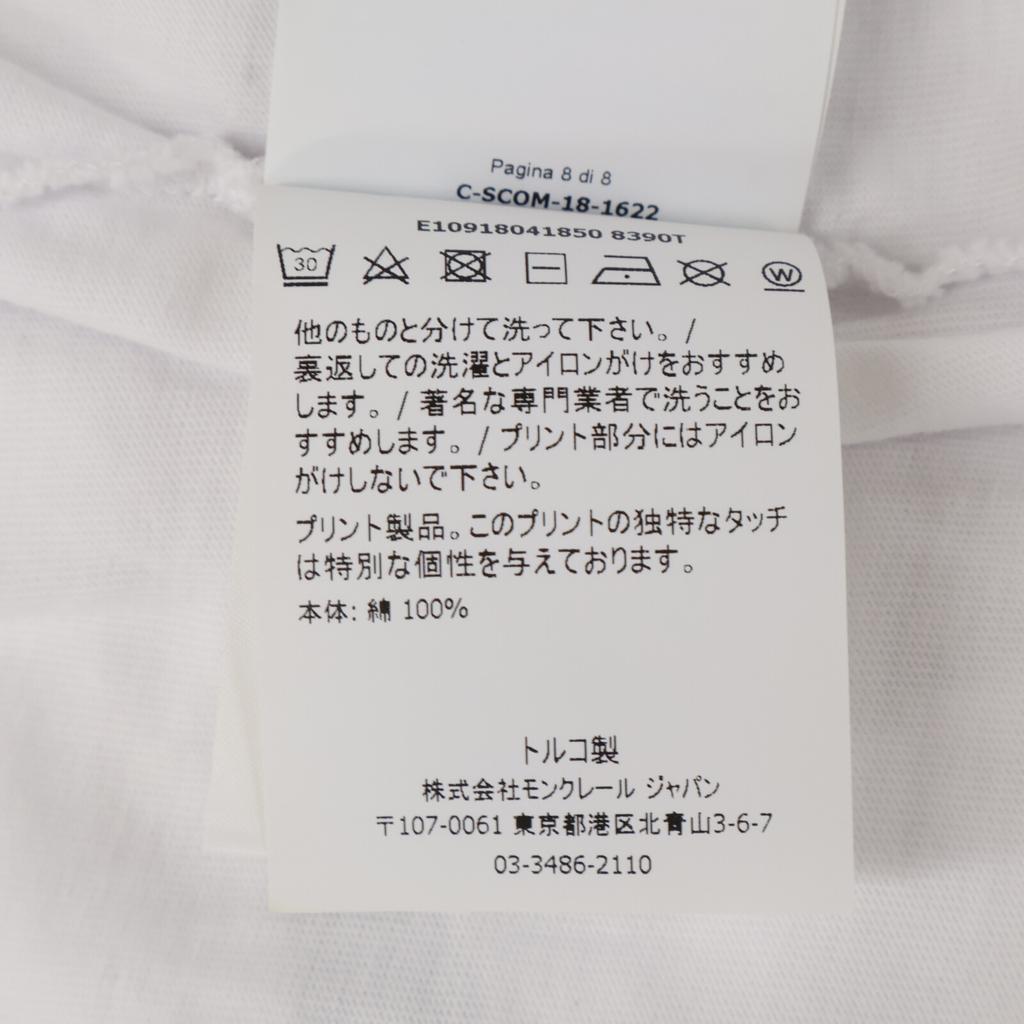 Pagina 8 di 8
C-SCOM-18-1622
E10918041850 8390T
30 W
他のものと分けて洗って下さい。/
裏返しての洗濯とアイロンがけをおすすめ
します。/ 著名な専門業者で洗うことをお
すすめします。/ プリント部分にはアイロン
がけしないで下さい。
プリント製品。このプリントの独特なタッチ
は特別な個性を与えております。
本体: 綿 100%
トルコ製
株式会社モンクレール ジャパン
〒107-0061 東京都港区北青山3-6-7
03-3486-2110